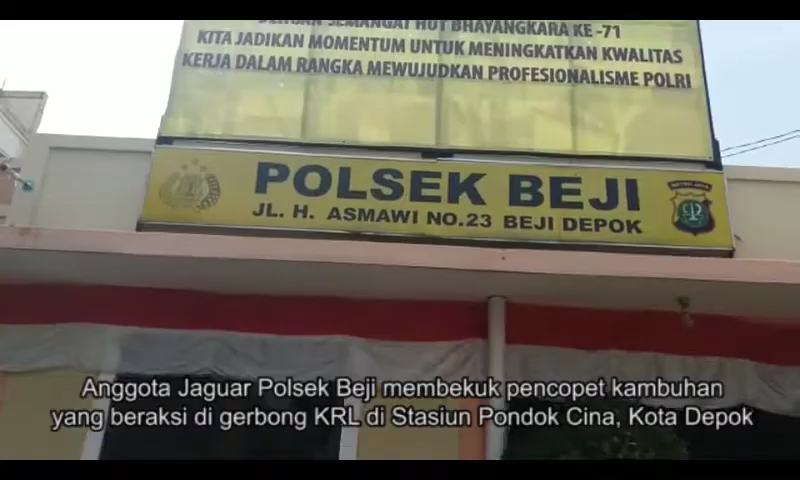 DENGAN SEMANGAT HUT BHAYANGKARA KE -71
KITA JADIKAN MOMENTUM UNTUK MENINGKATKAN KWALITAS
KERJA DALAM RANGKA MEWUJUDKAN PROFESIONALISME POLRI
POLSEK BEJI
JL. H. ASMAWI NO.23 BEJI DEPOK
Anggota Jaguar Polsek Beji membekuk pencopet kambuhan
yang beraksi di gerbong KRL di Stasiun Pondok Cina, Kota Depok